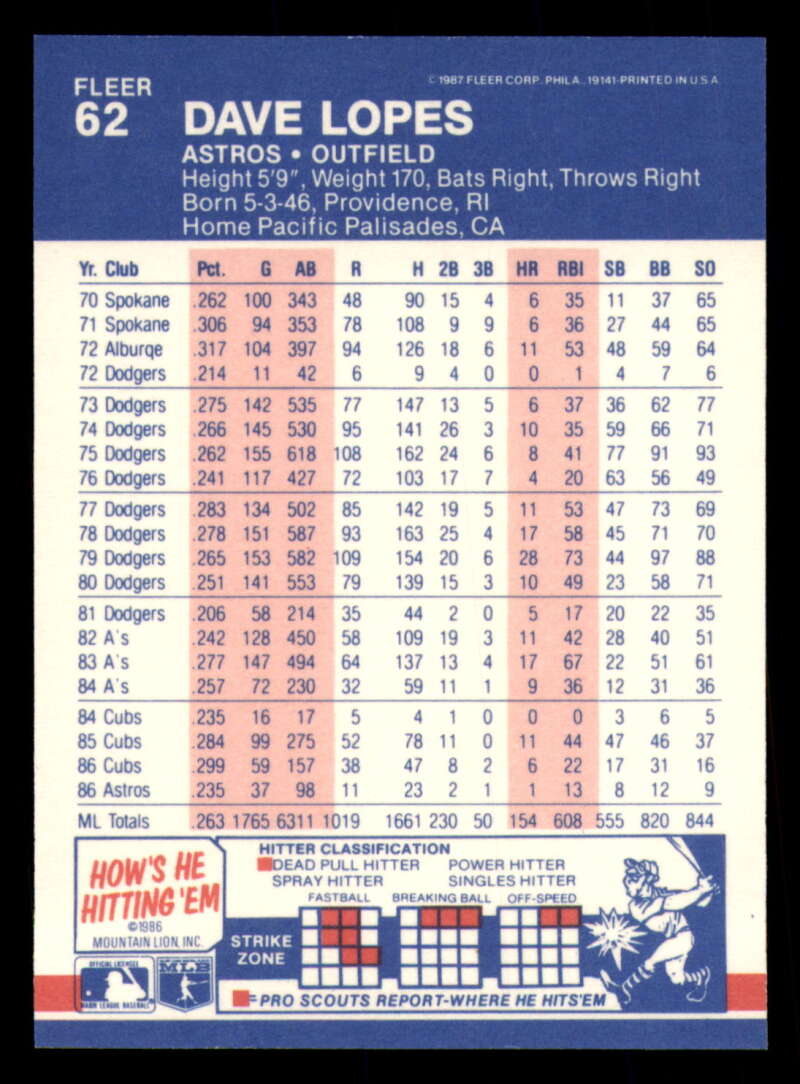 © 1987 FLEER CORP. PHILA., 19141-PRINTED IN U.S.A.
FLEER
62
DAVE LOPES
ASTROS • OUTFIELD
Height 5'9", Weight 170, Bats Right, Throws Right
Born 5-3-46, Providence, RI
Home Pacific Palisades, CA
Yr. Club Pct. G AB R H 2B 3B HR RBI SB BB SO
70 Spokane .262 100 343 48 90 15 4 6 35 11 37 65
71 Spokane .306 94 353 78 108 9 9 6 36 27 44 65
72 Alburqe .317 104 397 94 126 18 6 11 53 48 59 64
72 Dodgers .214 11 42 6 9 4 0 0 1 4 7 6
73 Dodgers .275 142 535 77 147 13 5 6 37 36 62 77
74 Dodgers .266 145 530 95 141 26 3 10 35 59 66 71
75 Dodgers .262 155 618 108 162 24 6 8 41 77 91 93
76 Dodgers .241 117 427 72 103 17 7 4 20 63 56 49
77 Dodgers .283 134 502 85 142 19 5 11 53 47 73 69
78 Dodgers .278 151 587 93 163 25 4 17 58 45 71 70
79 Dodgers .265 153 582 109 154 20 6 28 73 44 97 88
80 Dodgers .251 141 553 79 139 15 3 10 49 23 58 71
81 Dodgers .206 58 214 35 44 2 0 5 17 20 22 35
82 A's .242 128 450 58 109 19 3 11 42 28 40 51
83 A's .277 147 494 64 137 13 4 17 67 22 51 61
84 A's .257 72 230 32 59 11 1 9 36 12 31 36
84 Cubs .235 16 17 5 4 1 0 0 0 3 6 5
85 Cubs .284 99 275 52 78 11 0 11 44 47 46 37
86 Cubs .299 59 157 38 47 8 2 6 22 17 31 16
86 Astros .235 37 98 11 23 2 1 1 13 8 12 9
ML Totals .263 1765 6311 1019 1661 230 50 154 608 555 820 844
HOW'S HE
HITTING 'EM
©1986
MOUNTAIN LION, INC.
HITTER CLASSIFICATION
DEAD PULL HITTER POWER HITTER
SPRAY HITTER SINGLES HITTER
FASTBALL BREAKING BALL OFF-SPEED
STRIKE
ZONE
= PRO SCOUTS REPORT-WHERE HE HITS'EM
OFFICIAL LICENSEE
MAJOR LEAGUE BASEBALL
MLB